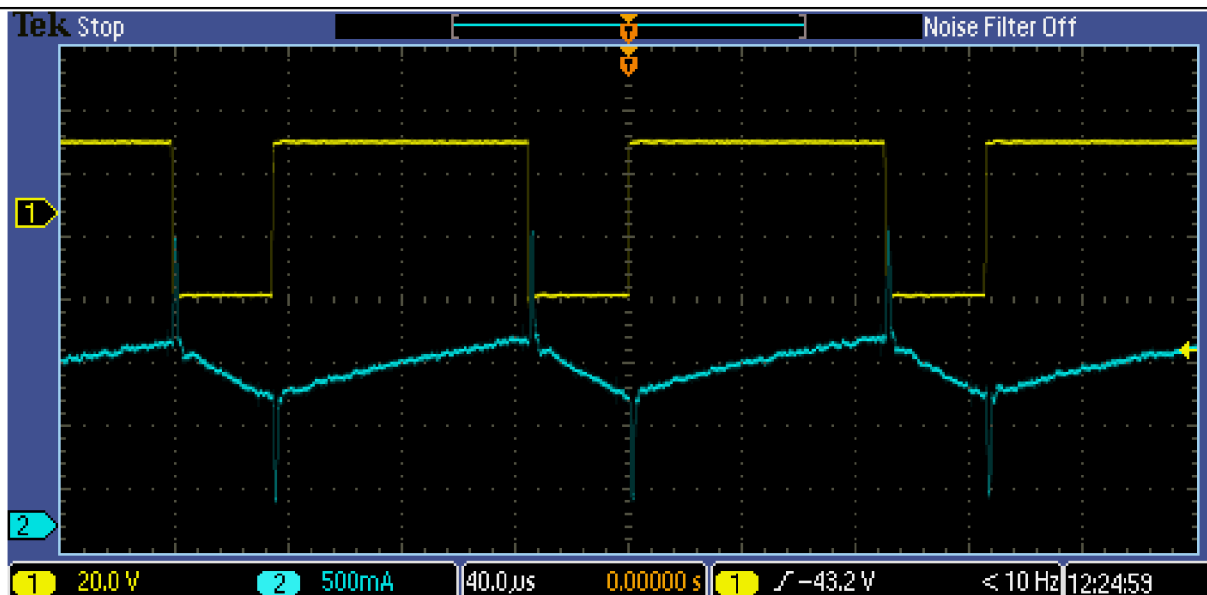 Tek Stop Noise Filter Off
T
T
1
2
1 20.0 V 2 500mA 40.0µs 0.00000 s 1 ∫ −43.2 V < 10 Hz 12:24:59